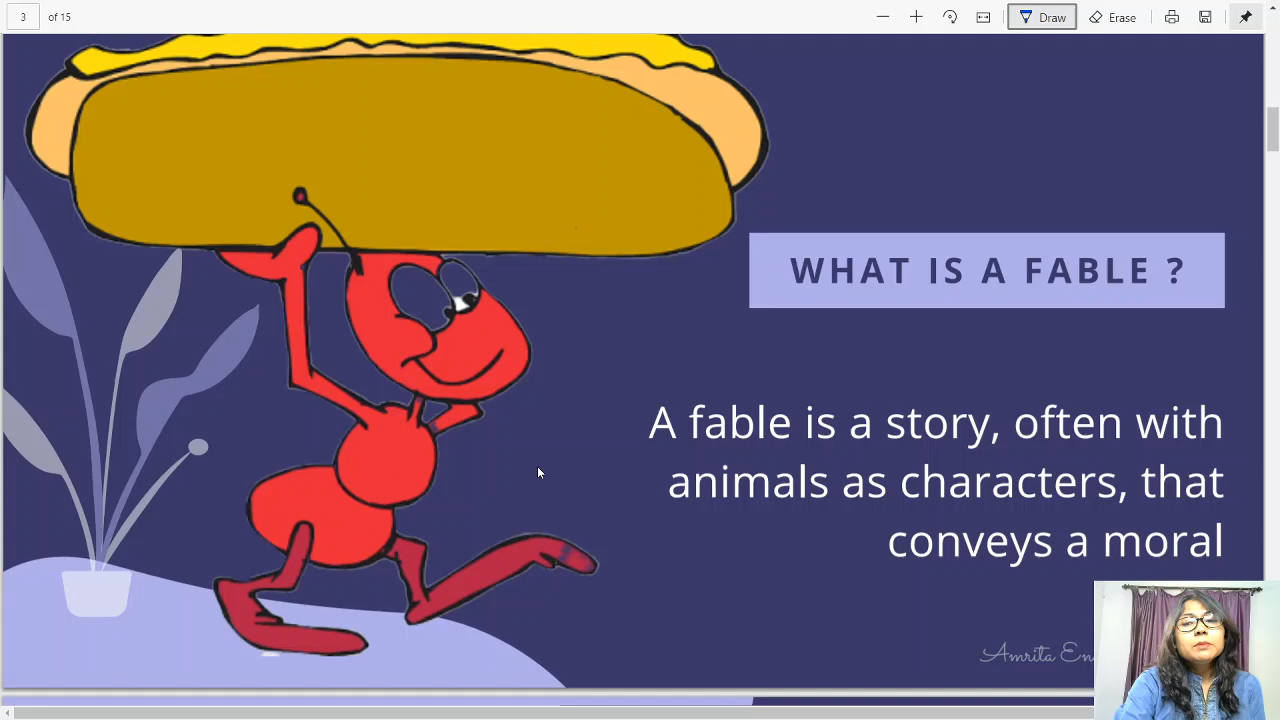 3 of 15 Draw Erase
WHAT IS A FABLE ?
A fable is a story, often with
animals as characters, that
conveys a moral
Amrita